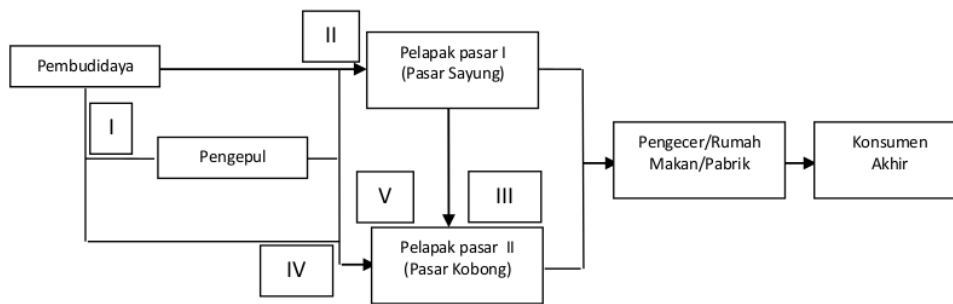 II
Pelapak pasar I
(Pasar Sayung)
Pembudidaya
I
Pengepul
Pengecer/Rumah
Makan/Pabrik
Konsumen
Akhir
V
III
Pelapak pasar II
(Pasar Kobong)
IV